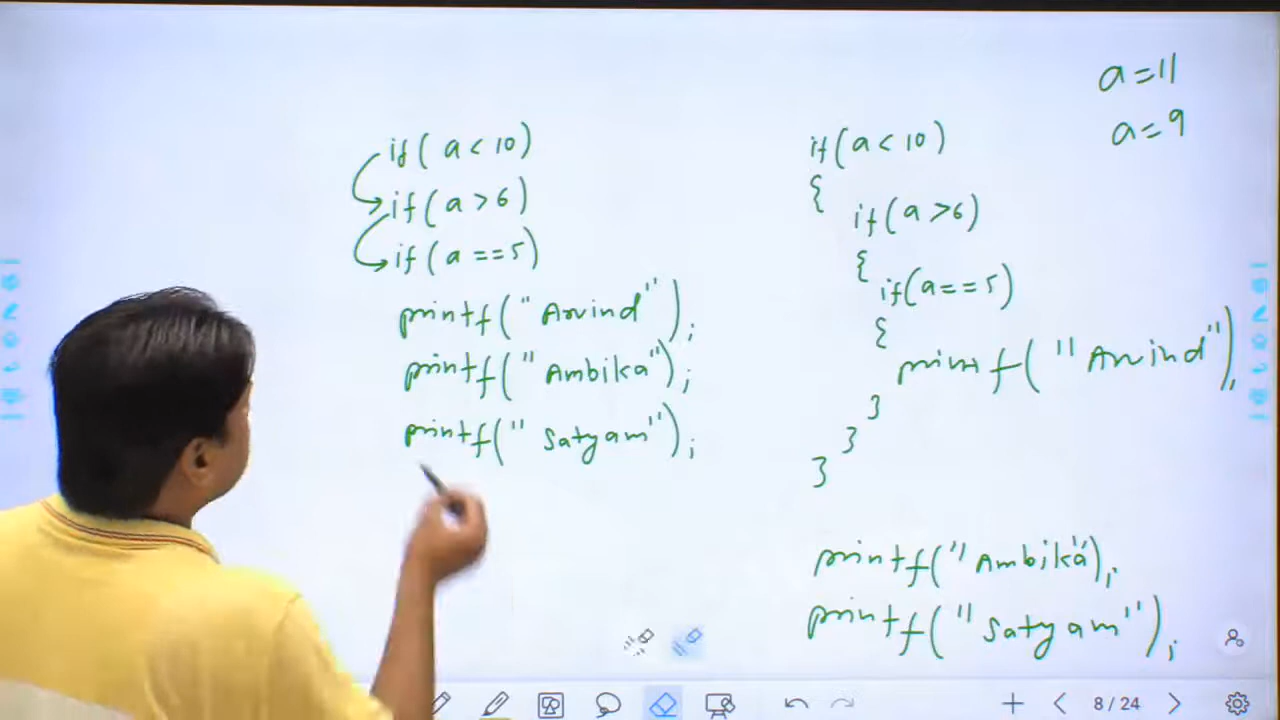 if(a<10)
if(a>6)
if(a==5)
printf("Arvind");
printf("Ambika");
printf("Satyam");
a=11
a=9
if(a<10)
{
if(a>6)
{
if(a==5)
{
printf("Arvind");
}
}
}
printf("Ambika");
printf("Satyam");
8/24